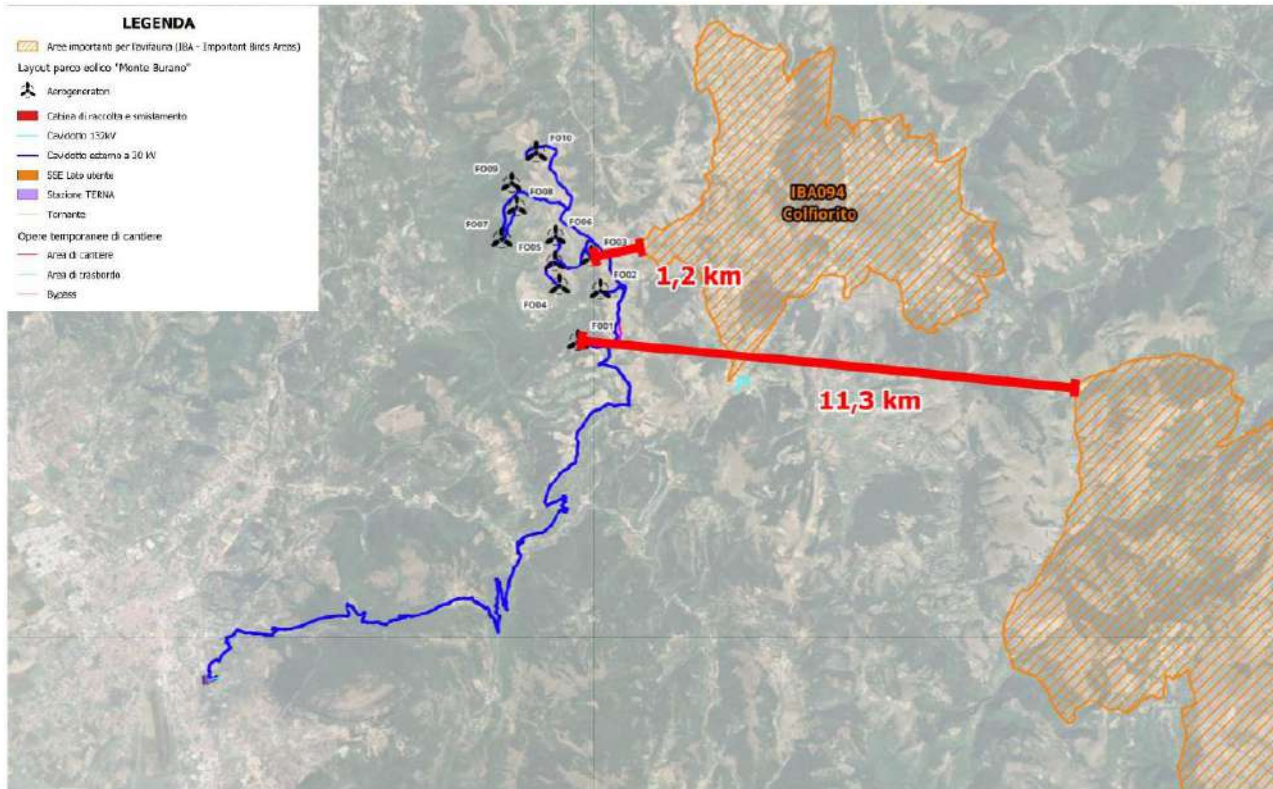 LEGENDA
Aree importanti per l'avifauna (IBA - Important Birds Areas)
Layout parco eolico "Monte Burano"
Aerogeneratori
Cabina di raccolta e smistamento
Cavidotto 132kV
Cavidotto esterno a 30 kV
SSE Lato utente
Stazione TERNA
Tornante
Opere temporanee di cantiere
Area di cantiere
Area di trasbordo
Bypass
FO10
FO09
FO08
FO07
FO06
FO05
FO03
FO02
FO04
FO01
IBA094
Colfiorito
1,2 km
11,3 km